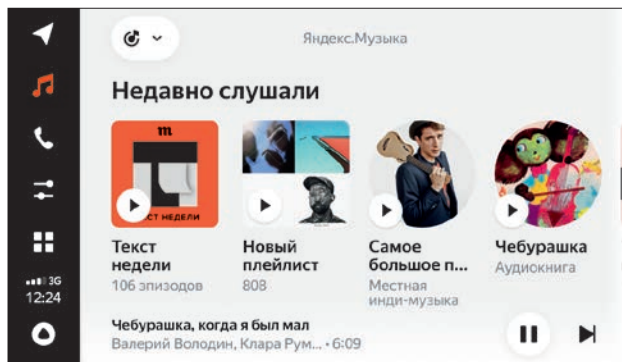 Яндекс.Музыка
Недавно слушали
m
ТЕКСТ НЕДЕЛИ
Текст
недели
106 эпизодов
Новый
плейлист
808
Самое
большое п...
Местная
инди-музыка
Чебурашка
Аудиокнига
3G
12:24
Чебурашка, когда я был мал
Валерий Володин, Клара Рум... • 6:09